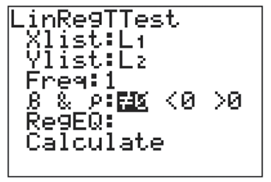 LinRegTTest
Xlist:L₁
Ylist:L₂
Freq:1
β & ρ:≠0 <0 >0
RegEQ:
Calculate